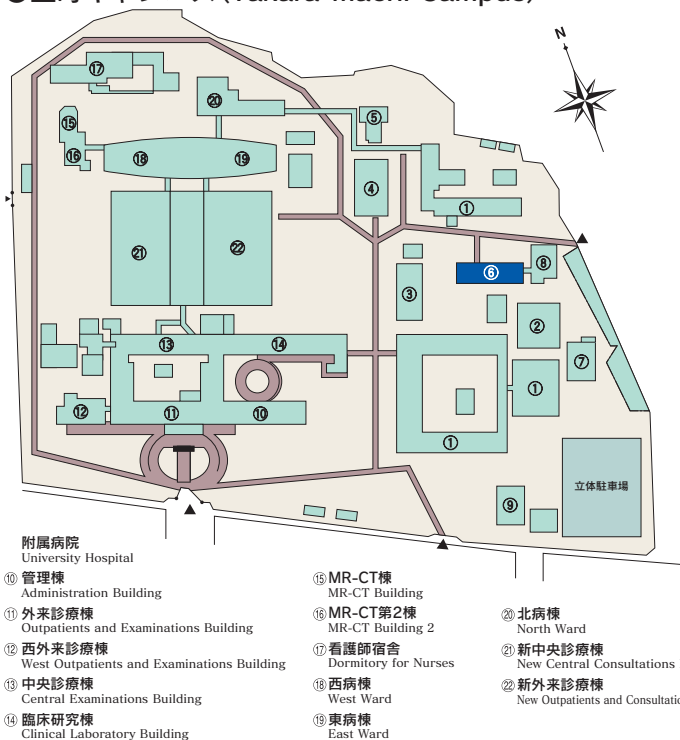 (Takara-machi Campus)
N
⑰
⑳
⑤
⑮
⑯
⑱
⑲
④
①
㉑
㉒
③
⑥
⑧
②
⑦
⑬
⑭
①
⑫
⑪
⑩
①
⑨
立体駐車場
附属病院
University Hospital
⑩ 管理棟
Administration Building
⑪ 外来診療棟
Outpatients and Examinations Building
⑫ 西外来診療棟
West Outpatients and Examinations Building
⑬ 中央診療棟
Central Examinations Building
⑭ 臨床研究棟
Clinical Laboratory Building
⑮ MR-CT棟
MR-CT Building
⑯ MR-CT第2棟
MR-CT Building 2
⑰ 看護師宿舎
Dormitory for Nurses
⑱ 西病棟
West Ward
⑲ 東病棟
East Ward
⑳ 北病棟
North Ward
㉑ 新中央診療棟
New Central Consultations
㉒ 新外来診療棟
New Outpatients and